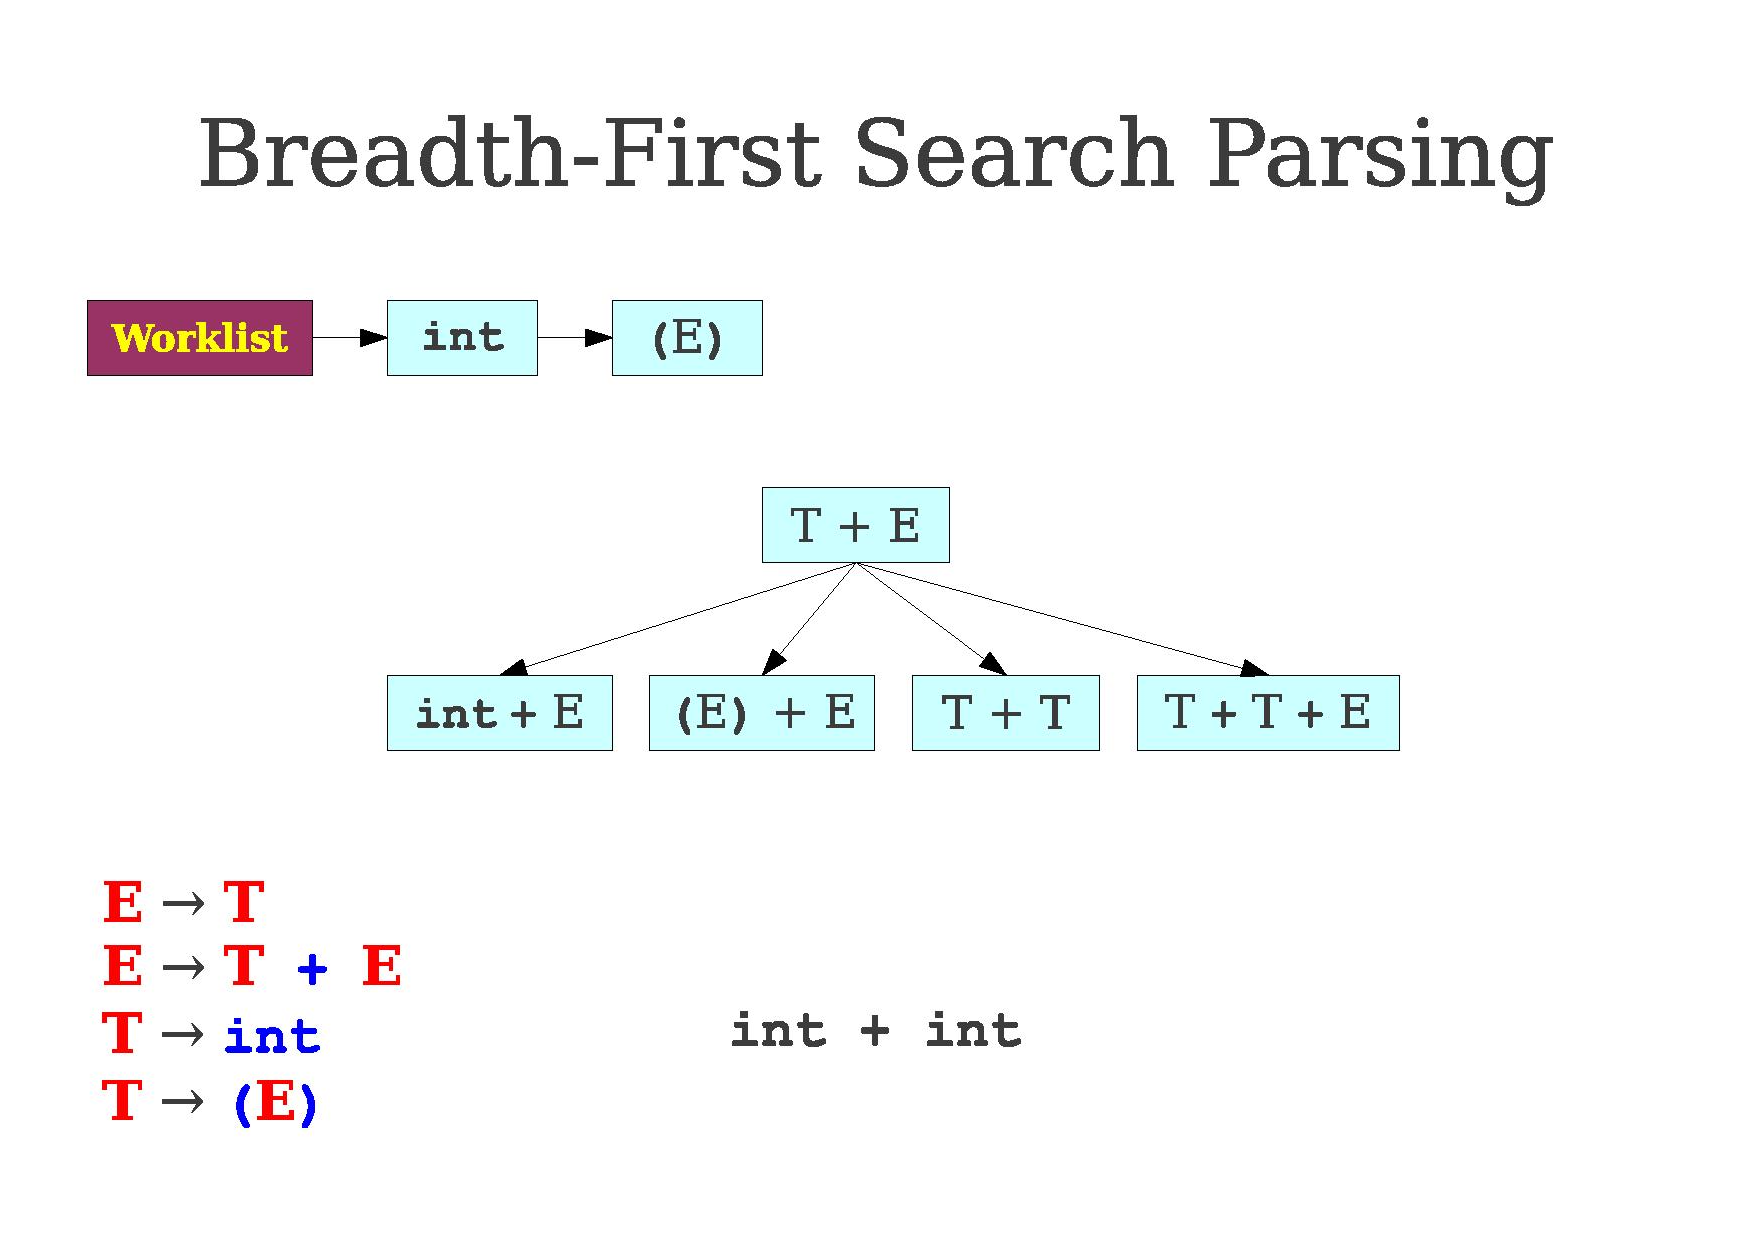 Breadth-First Search Parsing
Worklist int (E)
T + E
int + E (E) + E T + T T + T + E
E → T
E → T + E
T → int
T → (E)
int + int